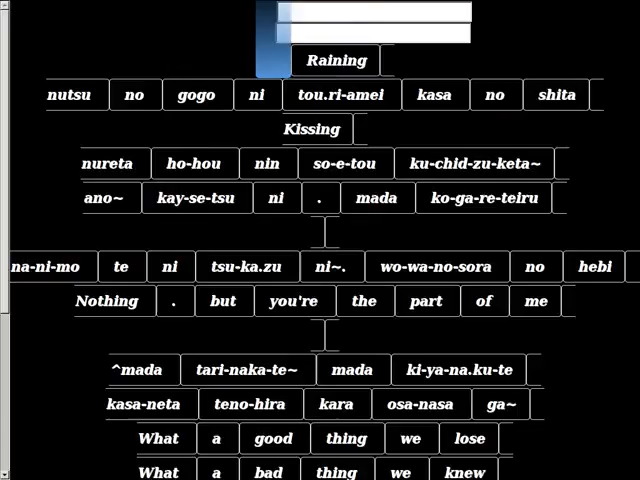 Raining
nutsu no gogo ni tou.ri-amei kasa no shita
Kissing
nureta ho-hou nin so-e-tou ku-chid-zu-keta~
ano~ kay-se-tsu ni . mada ko-ga-re-teiru
na-ni-mo te ni tsu-ka.zu ni~. wo-wa-no-sora no hebi
Nothing . but you're the part of me
^mada tari-naka-te~ mada ki-ya-na.ku-te
kasa-neta teno-hira kara osa-nasa ga~
What a good thing we lose
What a bad thing we knew